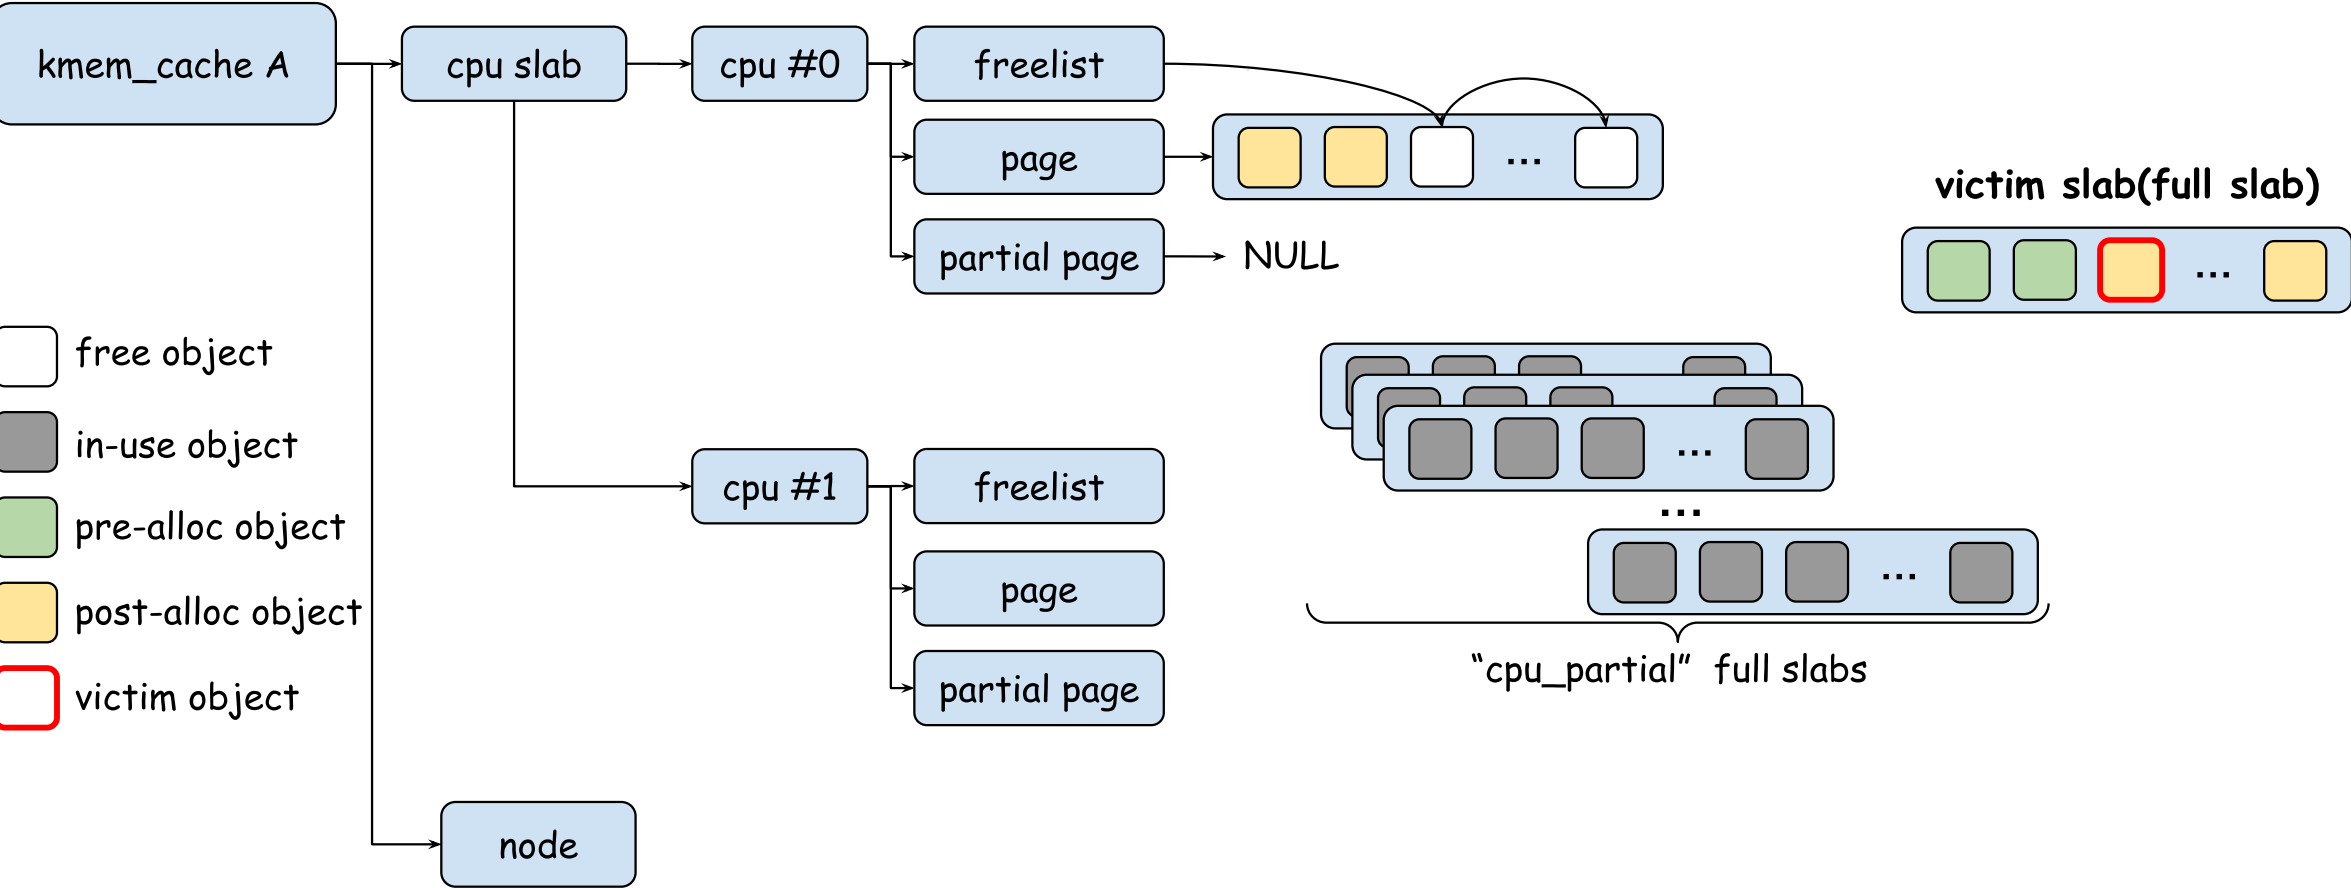 kmem_cache A
cpu slab
cpu #0
freelist
page
...
partial page
NULL
victim slab(full slab)
...
free object
in-use object
pre-alloc object
post-alloc object
victim object
cpu #1
freelist
page
partial page
...
...
...
“cpu_partial” full slabs
node